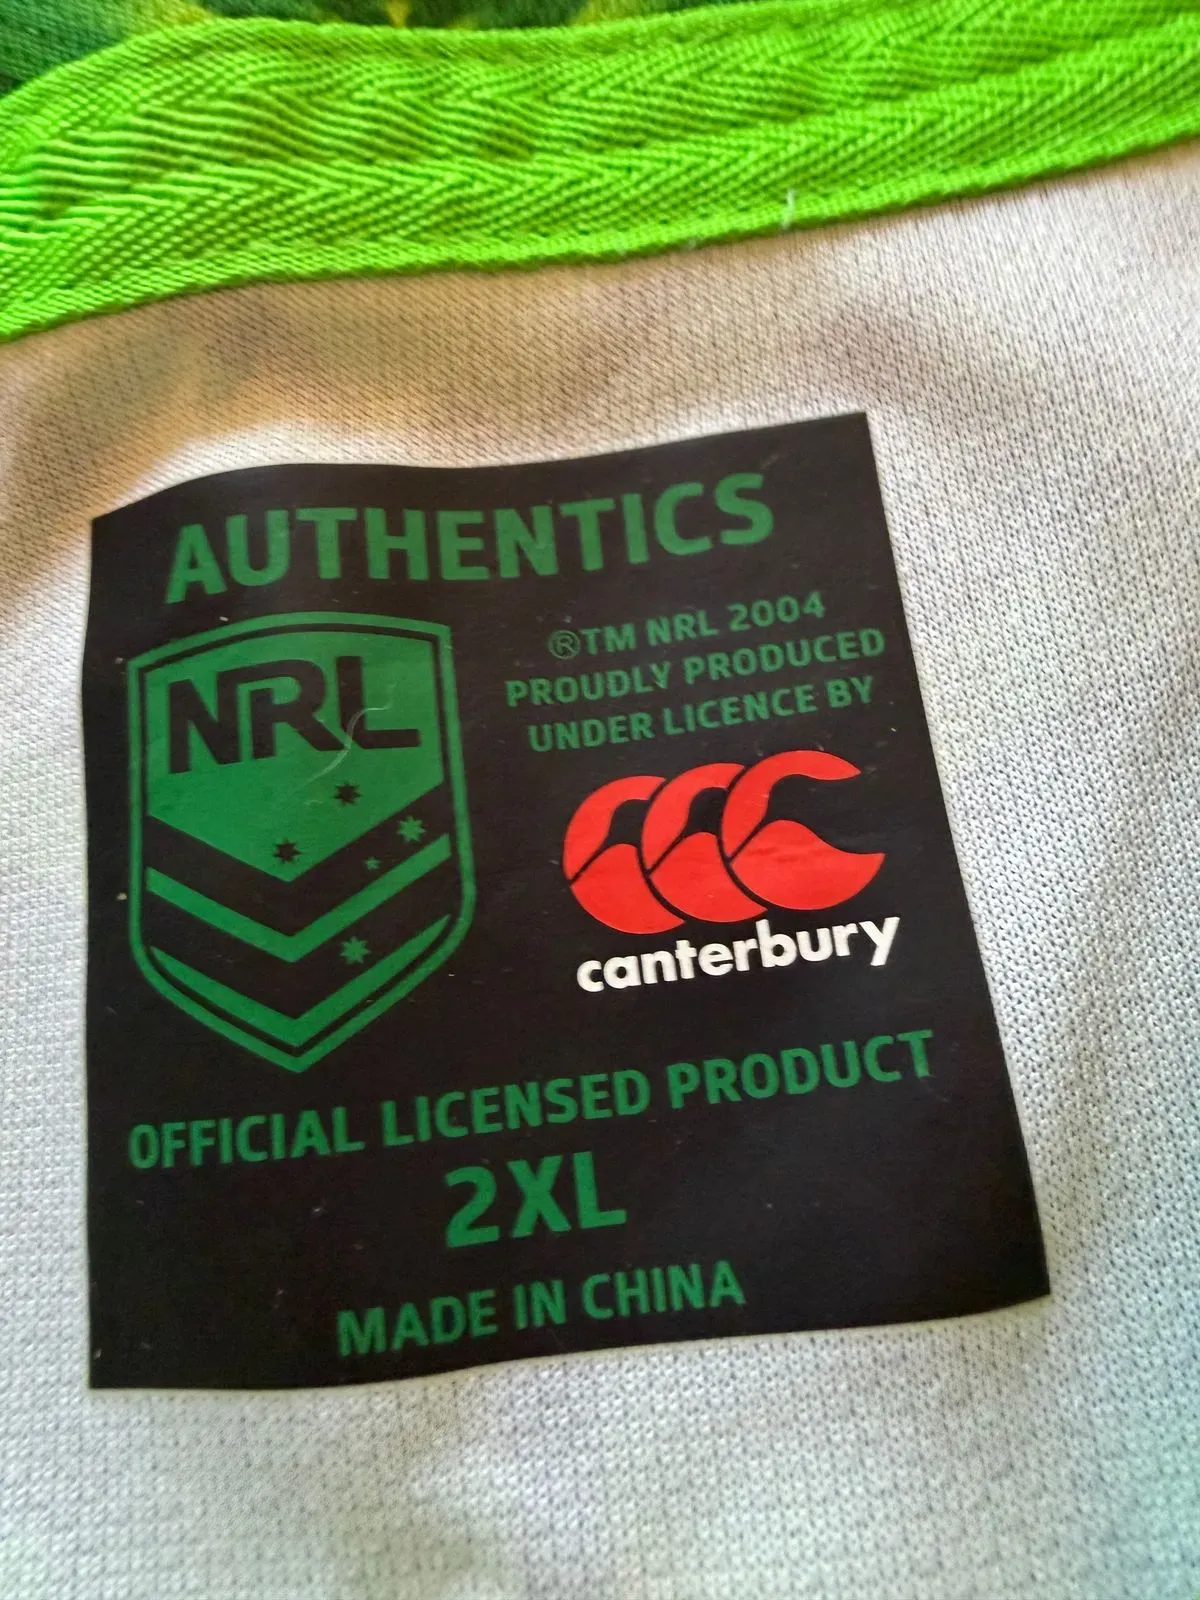 AUTHENTICS
NRL
®TM NRL 2004
PROUDLY PRODUCED
UNDER LICENCE BY
canterbury
OFFICIAL LICENSED PRODUCT
2XL
MADE IN CHINA